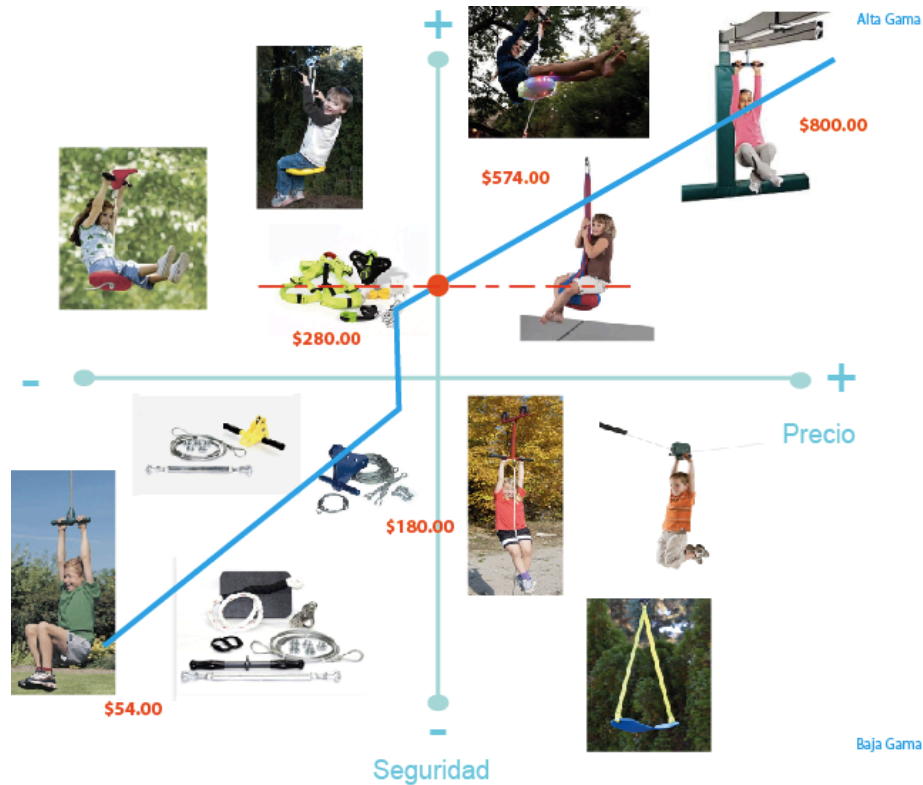 +
Alta Gama
$800.00
$574.00
$280.00
-
+
Precio
$180.00
$54.00
-
Baja Gama
Seguridad